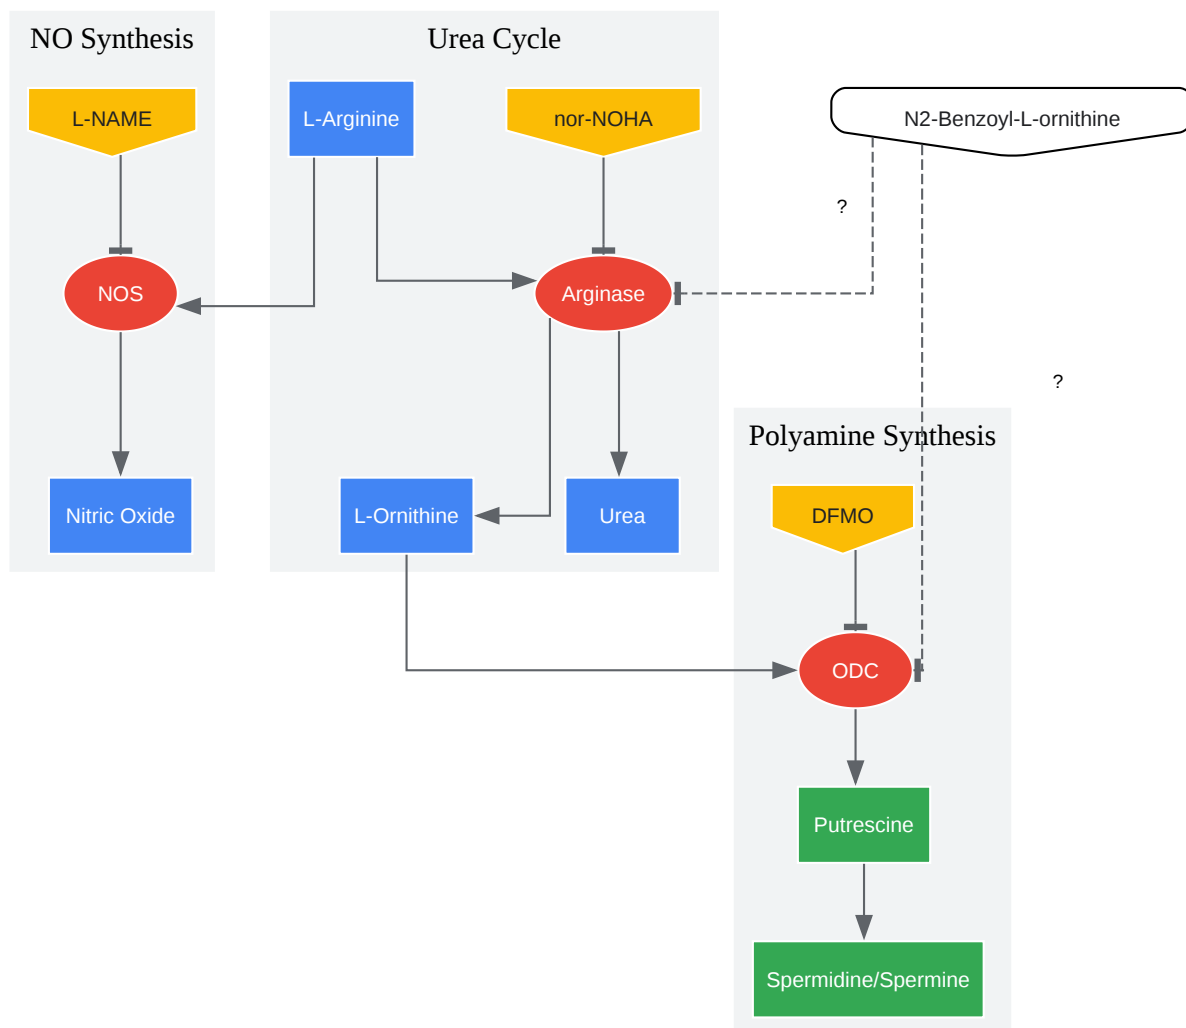 NO Synthesis
Urea Cycle
L-NAME
L-Arginine
nor-NOHA
N2-Benzoyl-L-ornithine
?
NOS
Arginase
?
Polyamine Synthesis
Nitric Oxide
L-Ornithine
Urea
DFMO
ODC
Putrescine
Spermidine/Spermine